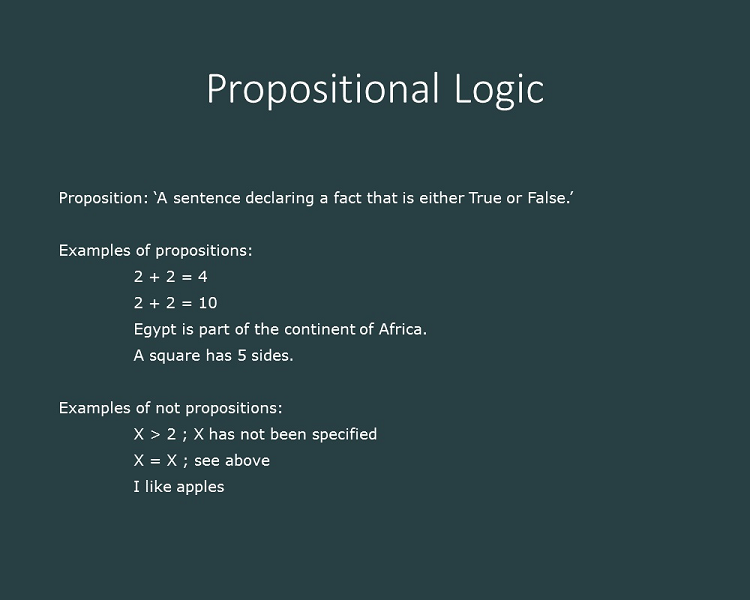 Propositional Logic
Proposition: ‘A sentence declaring a fact that is either True or False.’
Examples of propositions:
2 + 2 = 4
2 + 2 = 10
Egypt is part of the continent of Africa.
A square has 5 sides.
Examples of not propositions:
X > 2 ; X has not been specified
X = X ; see above
I like apples